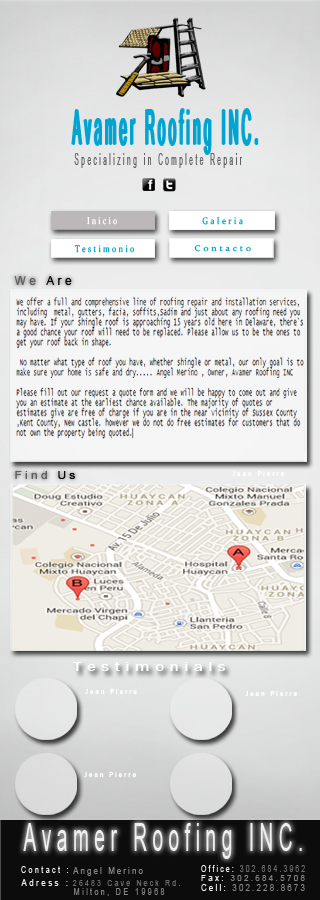 Avamer Roofing INC.
Specializing in Complete Repair
Inicio
Galeria
Testimonio
Contacto
We Are
We offer a full and comprehensive line of roofing repair and installation services,
including metal, gutters, facia, soffits,Sadim and just about any roofing need you
may have. If your shingle roof is approaching 15 years old here in Delaware, there's
a good chance your roof will need to be replaced. Please allow us to be the ones to
get your roof back in shape.
No matter what type of roof you have, whether shingle or metal, our only goal is to
make sure your home is safe and dry..... Angel Merino , Owner, Avamer Roofing INC
Please fill out our request a quote form and we will be happy to come out and give
you an estimate at the earliest chance available. The majority of quotes or
estimates give are free of charge if you are in the near vicinity of Sussex County
,Kent County, New castle. however we do not do free estimates for customers that do
not own the property being quoted.
Jean Pierre
Find Us
Doug Estudio
Creativo
Colegio Nacional
Mixto Manuel
Gonzales Prada
HUAYCAN
ZONA G
HUAYCAN
ZONA B
Av. 15 De Julio
A
Merca
Santa Ro
Colegio Nacional
Mixto Huaycan
Alameda
Hospital
Huaycan
B
Luces
en Peru
Mercado Virgen
del Chapi
Calle 5
Llanteria
San Pedro
Testimonials
Jean Pierre
Jean Pierre
Jean Pierre
Avamer Roofing INC.
Contact : Angel Merino
Adress : 26483 Cave Neck Rd.
Milton, DE 19968
Office: 302.684.3962
Fax: 302.684.5708
Cell: 302.228.8673